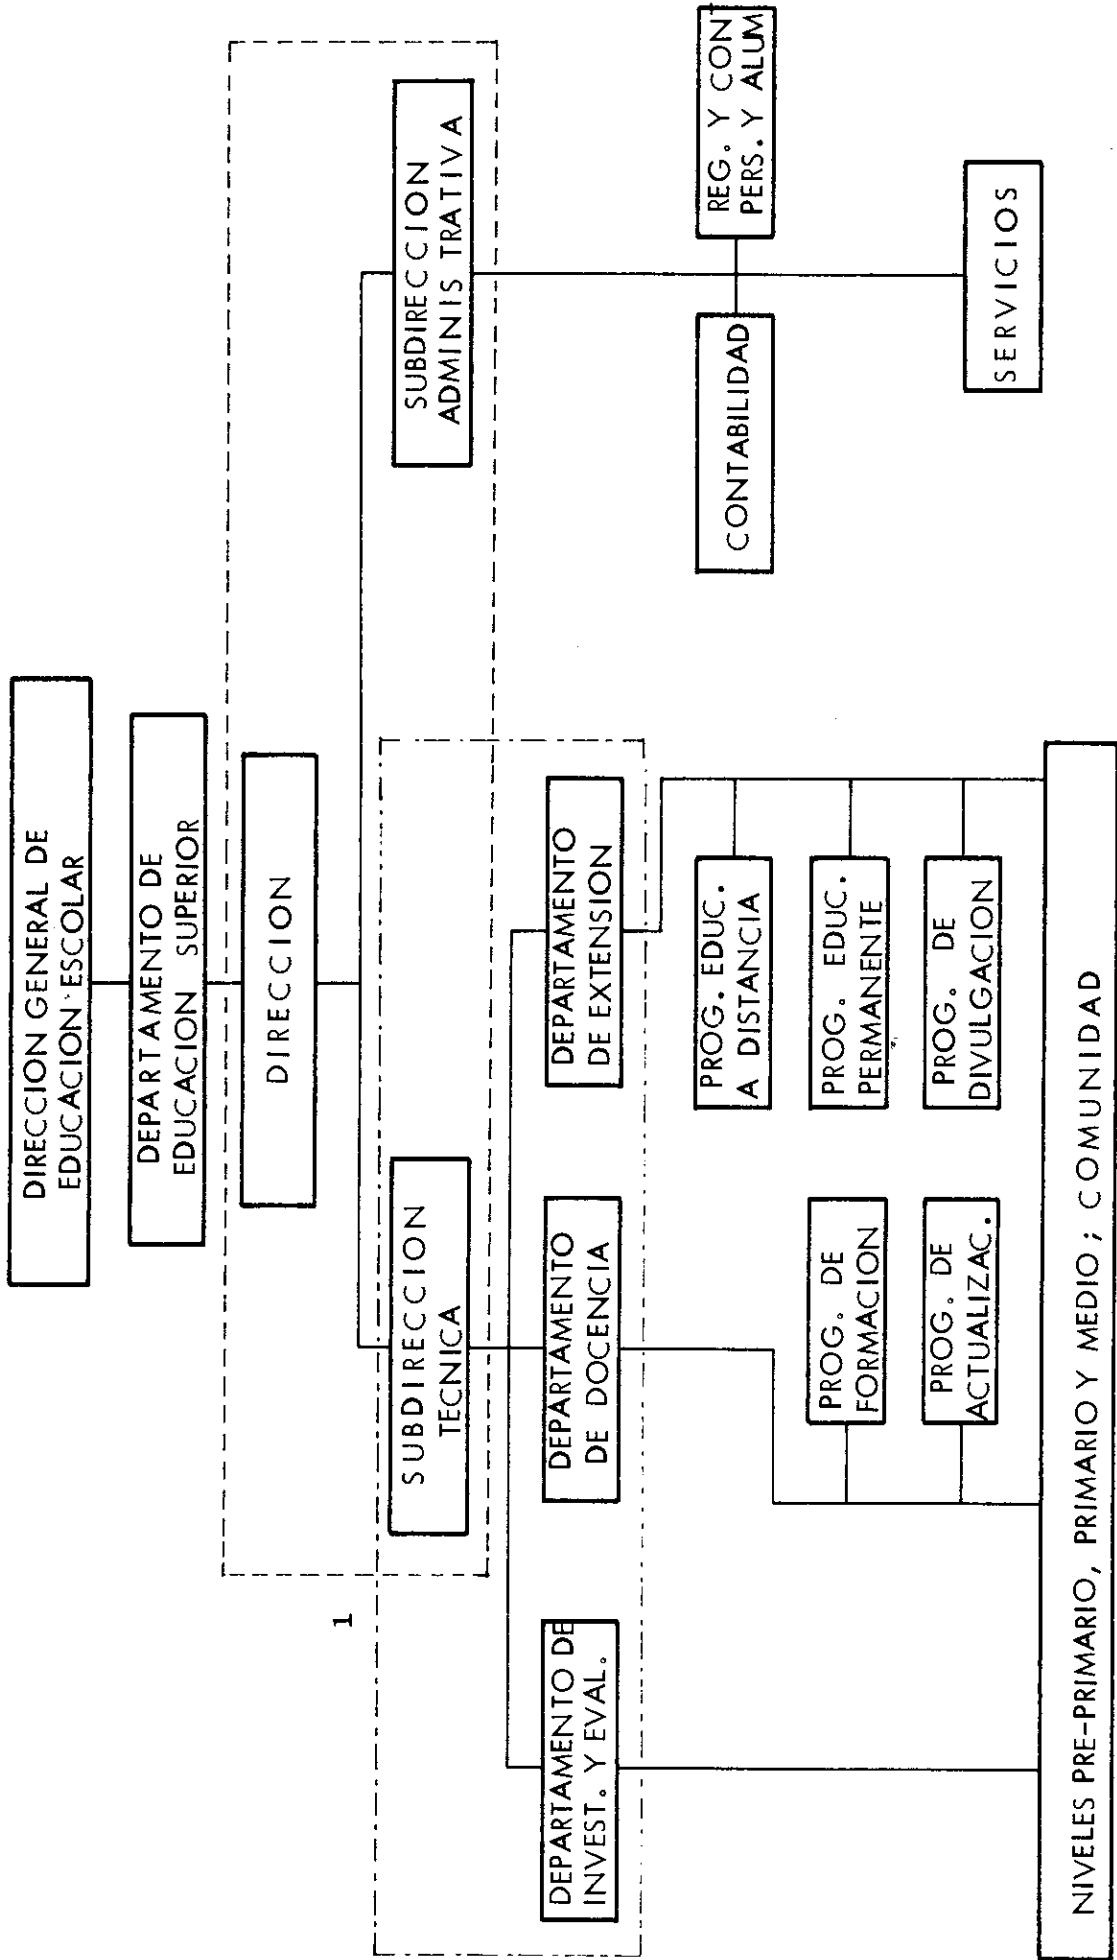 DIRECCION GENERAL DE
EDUCACION ESCOLAR
DEPARTAMENTO DE
EDUCACION SUPERIOR
DIRECCION
SUBDIRECCION
TECNICA
SUBDIRECCION
ADMINIS TRATIVA
1
DEPARTAMENTO DE
INVEST. Y EVAL.
DEPARTAMENTO
DE DOCENCIA
DEPARTAMENTO
DE EXTENSION
PROG. EDUC.
A DISTANCIA
CONTABILIDAD
REG. Y CON
PERS. Y ALUM
PROG. DE
FORMACION
PROG. EDUC.
PERMANENTE
PROG. DE
ACTUALIZAC.
PROG. DE
DIVULGACION
SERVICIOS
NIVELES PRE-PRIMARIO, PRIMARIO Y MEDIO; COMUNIDAD